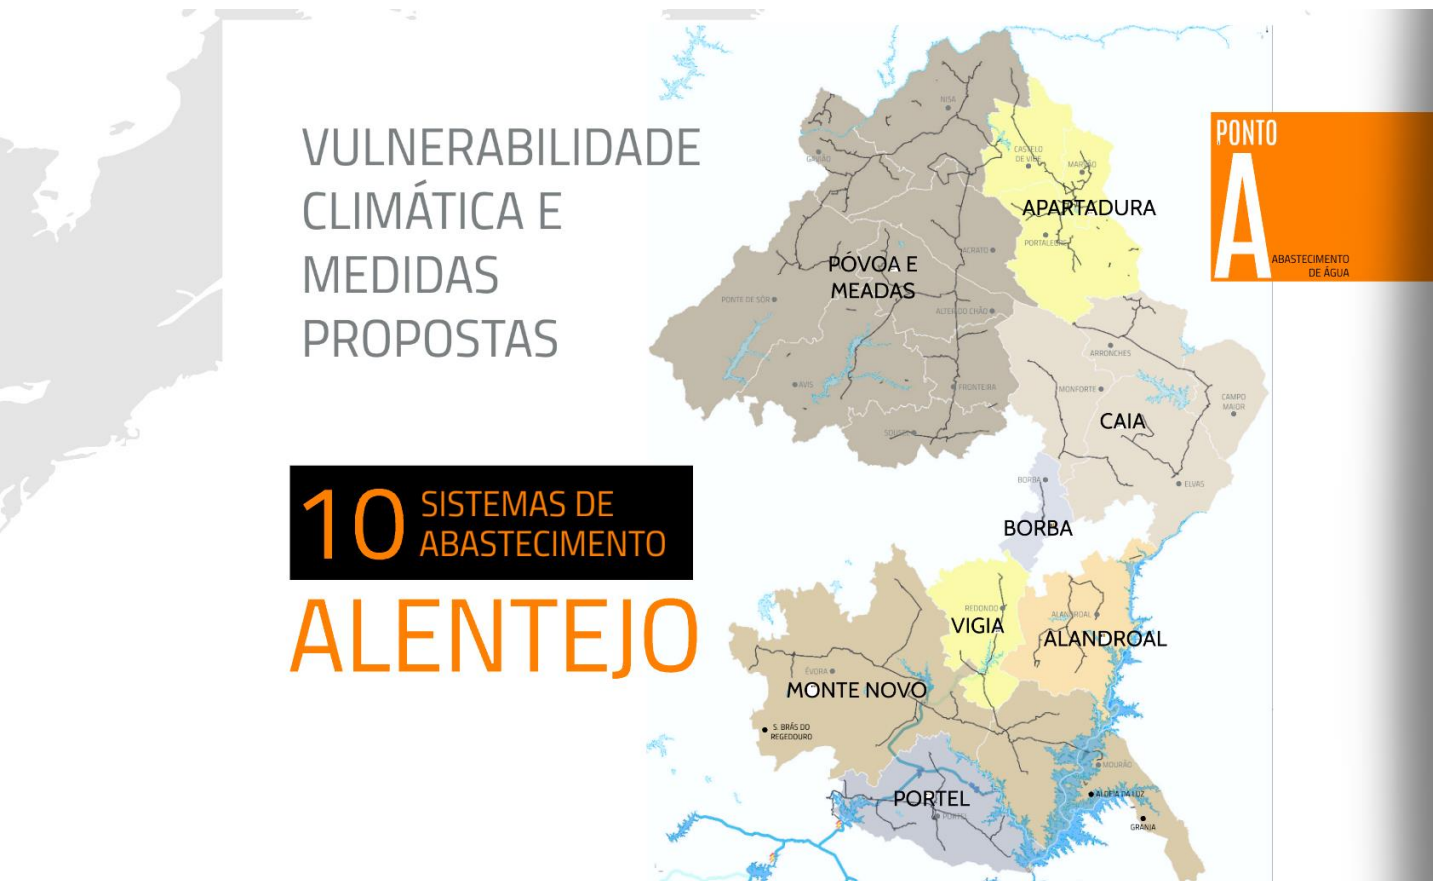 VULNERABILIDADE
CLIMÁTICA E
MEDIDAS
PROPOSTAS
10 SISTEMAS DE
ABASTECIMENTO
ALENTEJO
PONTO
A
ABASTECIMENTO
DE ÁGUA
NISA
GAVIÃO
CASTELO
DE VIDE
MARVÃO
APARTADURA
PORTALEGRE
CRATO
PÓVOA E
MEADAS
PONTE DE SÔR
ALTER DO CHÃO
ARRONCHES
AVIS
FRONTEIRA
MONFORTE
CAMPO
MAIOR
CAIA
SOUSEL
BORBA
ELVAS
BORBA
REDONDO
VIGIA
ALANDROAL
ALANDROAL
ÉVORA
MONTE NOVO
S. BRÁS DO
REGEDOURO
MOURÃO
PORTEL
ALDEIA DA LUZ
PORTEL
GRANJA